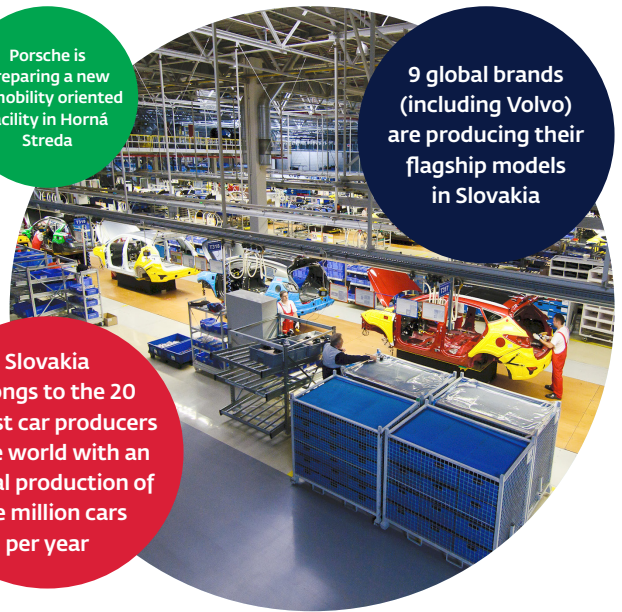 Porsche is
reparing a new
mobility oriented
cility in Horná
Streda
9 global brands
(including Volvo)
are producing their
flagship models
in Slovakia
Slovakia
ongs to the 20
st car producers
e world with an
al production of
e million cars
per year